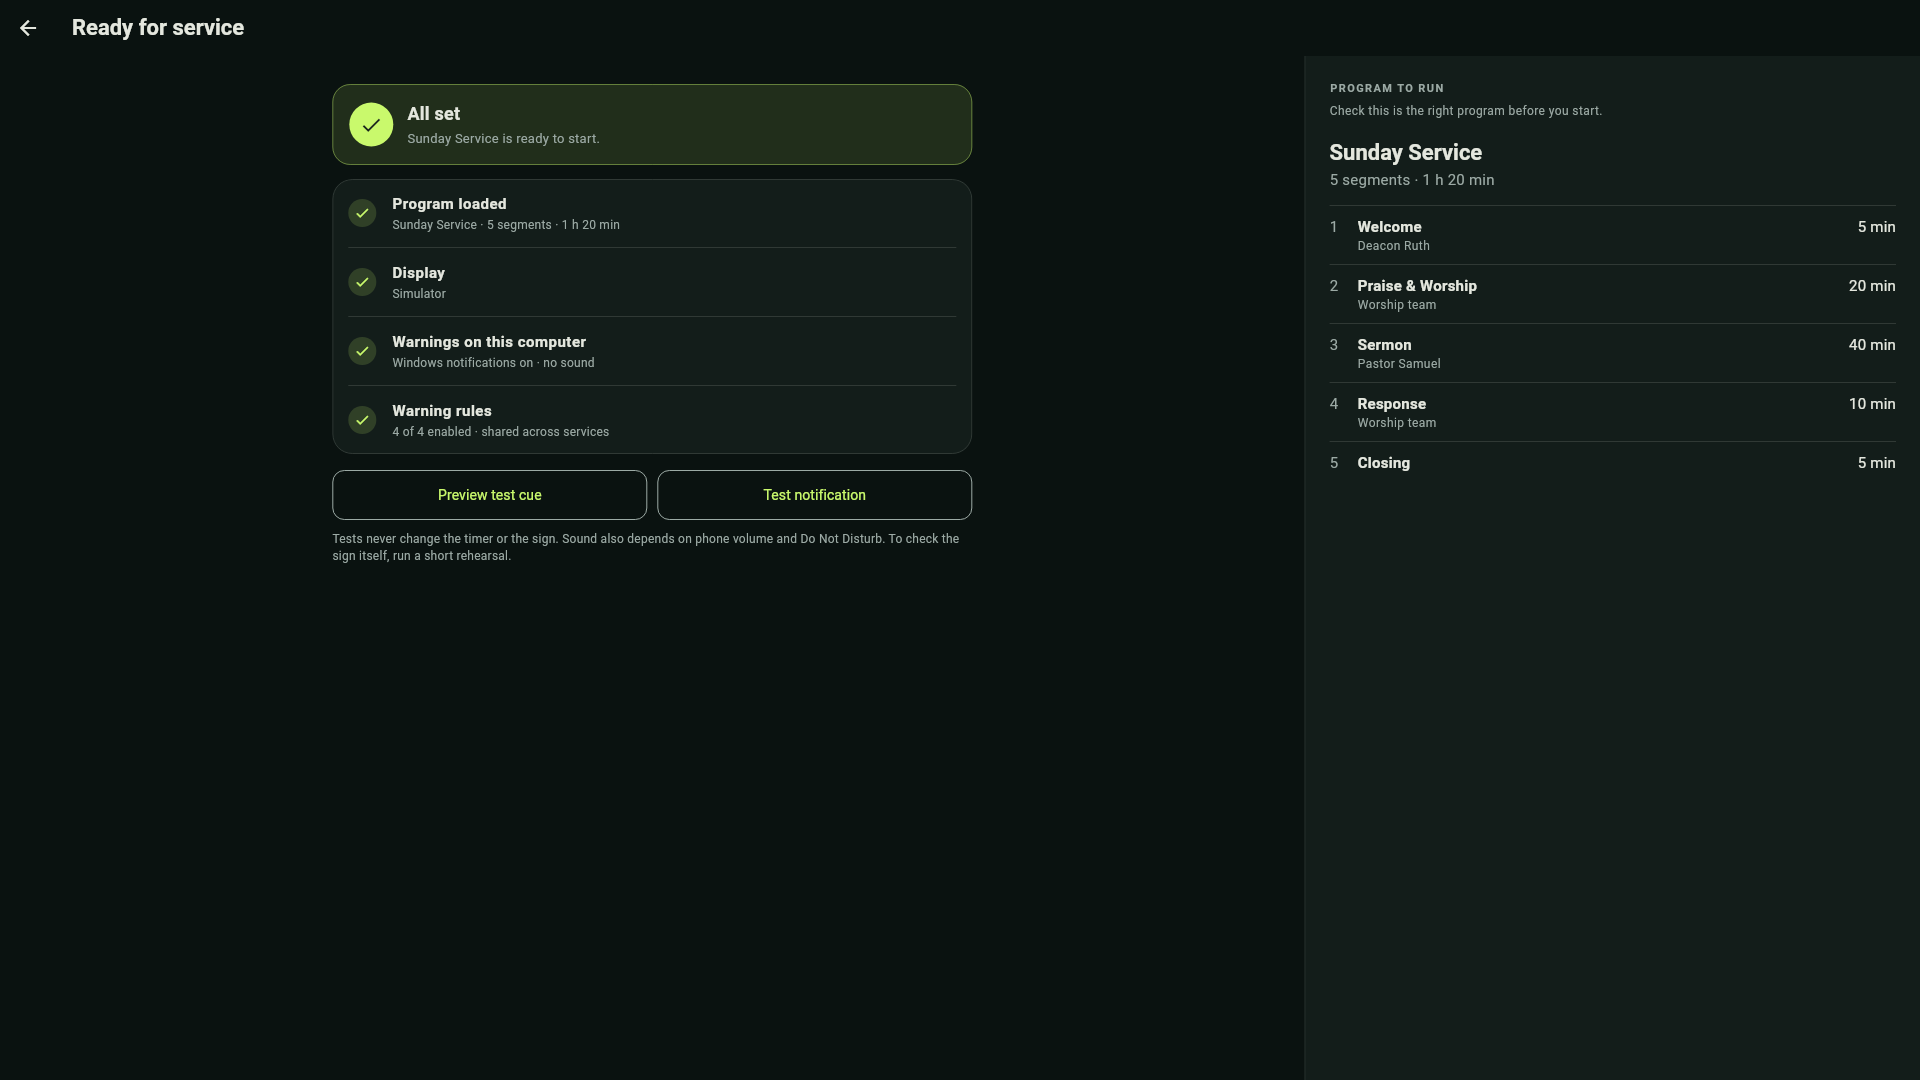 Ready for service
All set
Sunday Service is ready to start.
Program loaded
Sunday Service · 5 segments · 1 h 20 min
Display
Simulator
Warnings on this computer
Windows notifications on · no sound
Warning rules
4 of 4 enabled · shared across services
Preview test cue
Test notification
Tests never change the timer or the sign. Sound also depends on phone volume and Do Not Disturb. To check the
sign itself, run a short rehearsal.
PROGRAM TO RUN
Check this is the right program before you start.
Sunday Service
5 segments · 1 h 20 min
1 Welcome 5 min
Deacon Ruth
2 Praise & Worship 20 min
Worship team
3 Sermon 40 min
Pastor Samuel
4 Response 10 min
Worship team
5 Closing 5 min